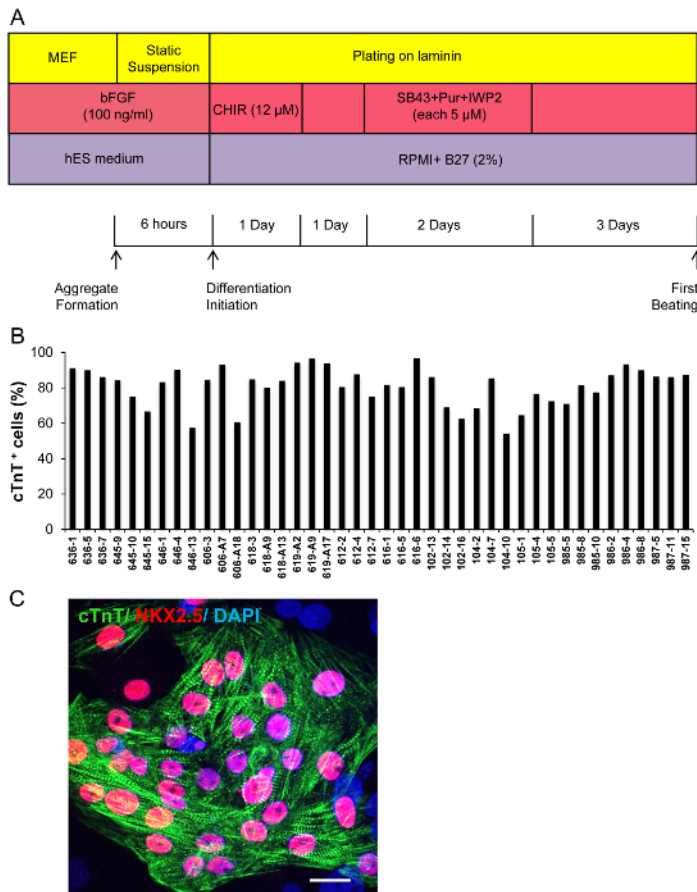 A
MEF
Static
Suspension
Plating on laminin
bFGF
(100 ng/ml)
CHIR (12 µM)
SB43+Pur+IWP2
(each 5 µM)
hES medium
RPMI+ B27 (2%)
6 hours
1 Day
1 Day
2 Days
3 Days
Aggregate
Formation
Differentiation
Initiation
First
Beating
B
cTnT + cells (%)
100
80
60
40
20
0
636-1
636-5
636-7
645-9
645-10
645-15
646-1
646-4
646-13
606-3
606-A7
606-A18
618-3
618-A9
618-A13
619-A2
619-A9
619-A17
612-2
612-4
612-7
616-1
616-5
616-6
102-13
102-14
102-16
104-2
104-7
104-10
105-1
105-4
105-5
985-5
985-8
985-10
986-2
986-4
986-8
987-5
987-11
987-15
C
cTnT/ NKX2.5/ DAPI